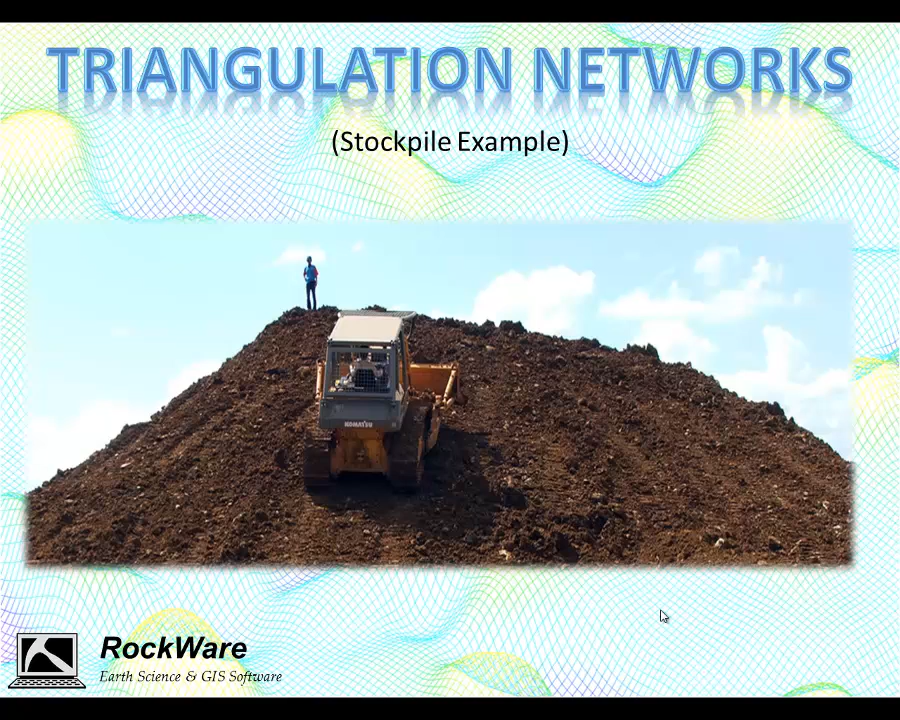 TRIANGULATION NETWORKS
(Stockpile Example)
KOMATSU
RockWare
Earth Science & GIS Software